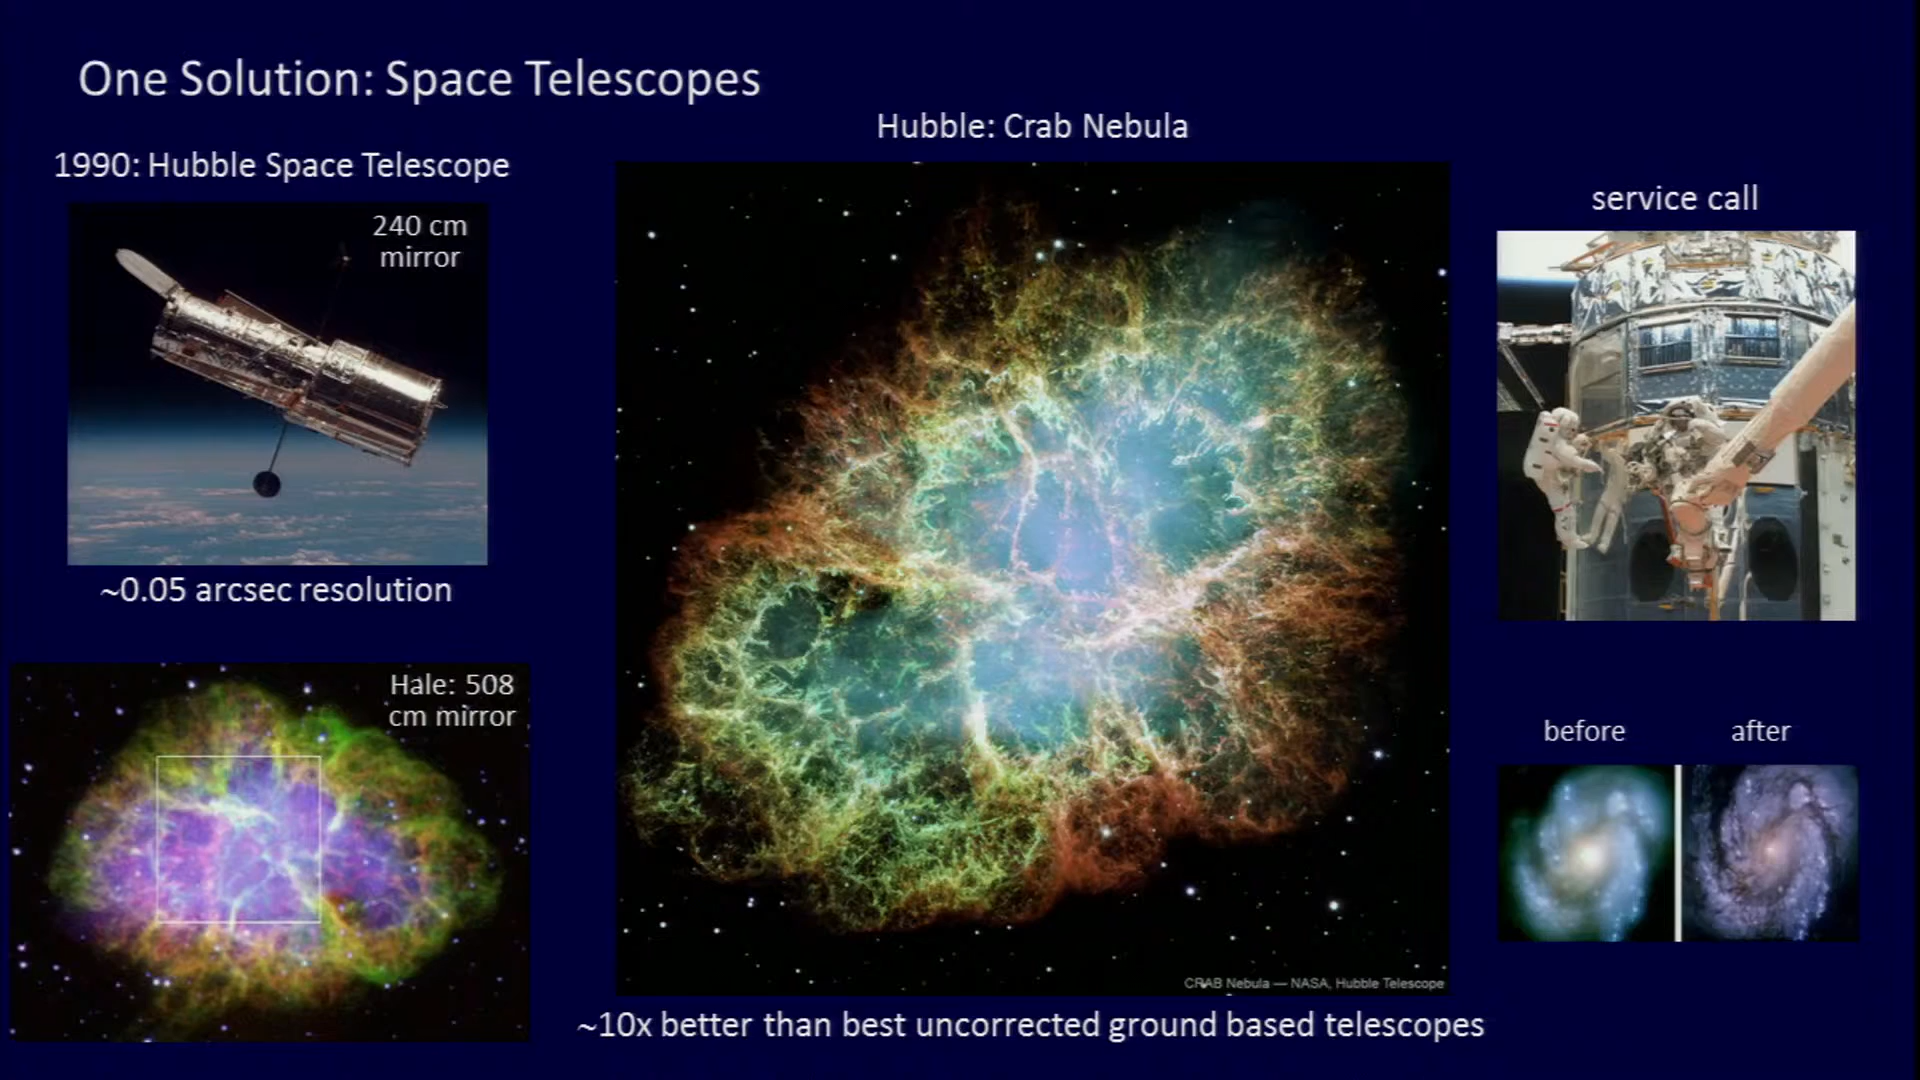 One Solution: Space Telescopes
Hubble: Crab Nebula
1990: Hubble Space Telescope
service call
240 cm
mirror
~0.05 arcsec resolution
Hale: 508
cm mirror
before
after
CRAB Nebula — NASA, Hubble Telescope
~10x better than best uncorrected ground based telescopes